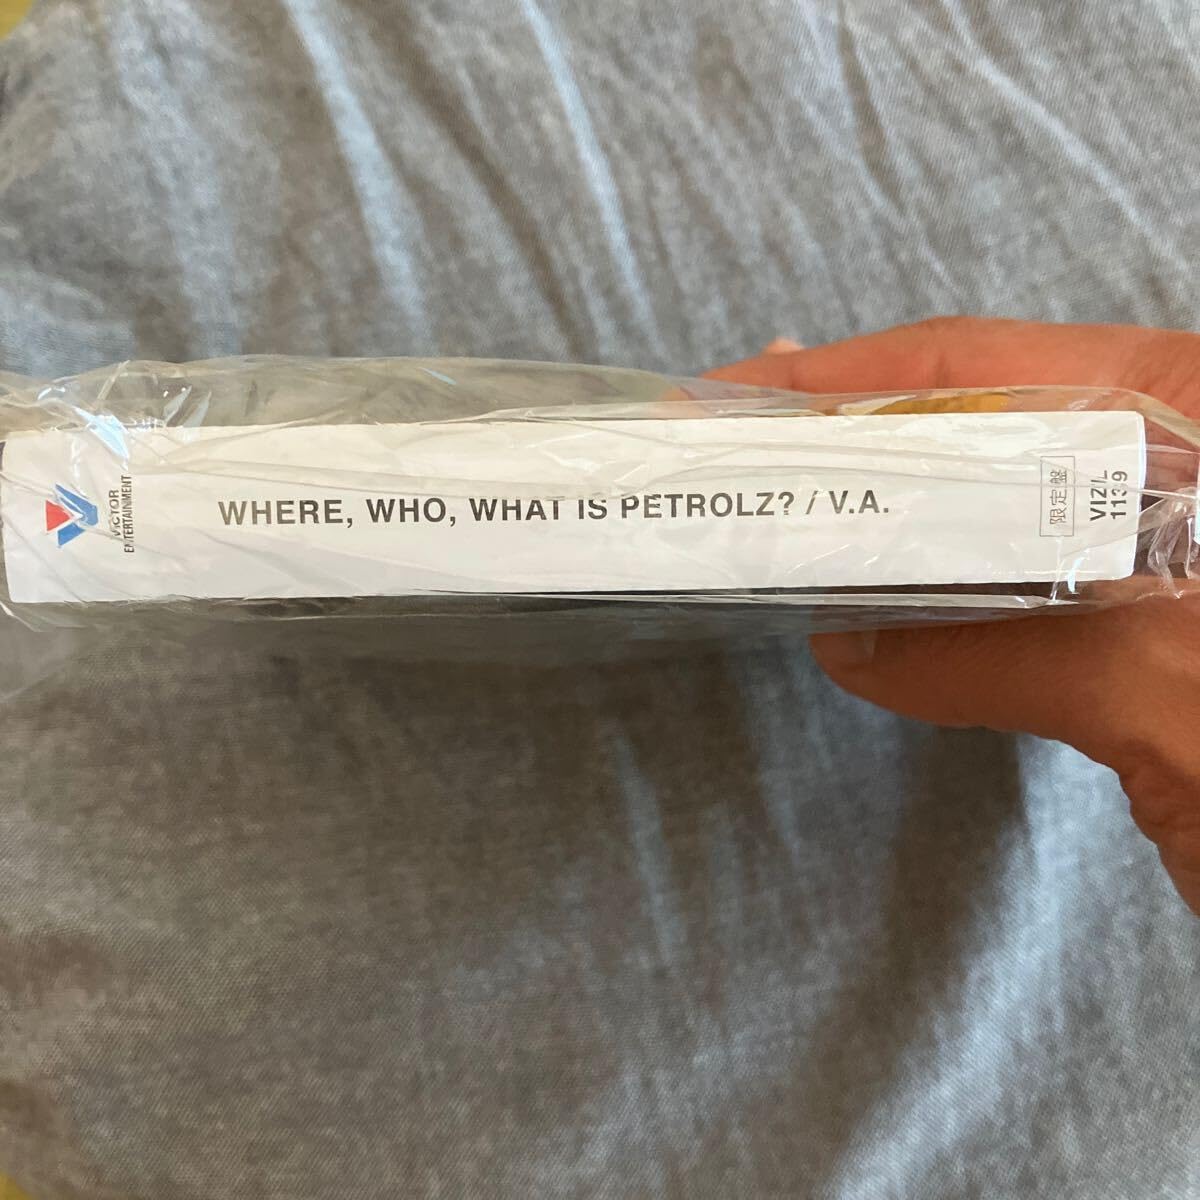 VICTOR
ENTERTAINMENT
WHERE, WHO, WHAT IS PETROLZ? / V.A.
限定盤
VIZL
1139